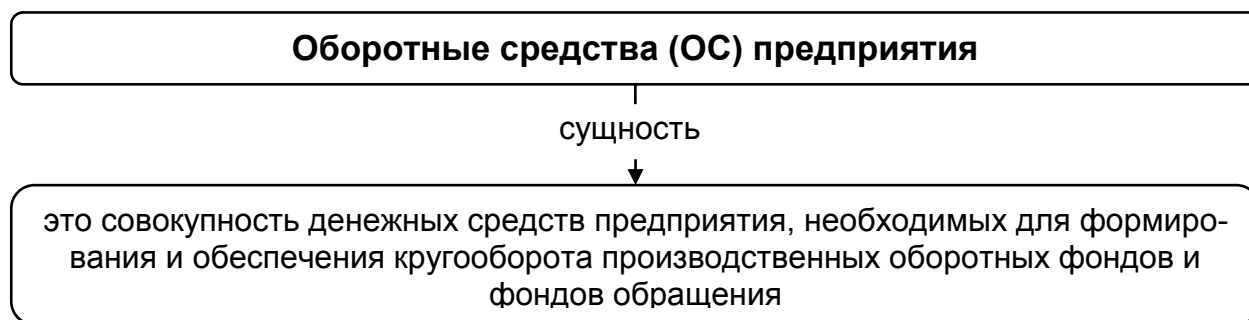 Оборотные средства (ОС) предприятия
сущность
это совокупность денежных средств предприятия, необходимых для формиро-
вания и обеспечения кругооборота производственных оборотных фондов и
фондов обращения